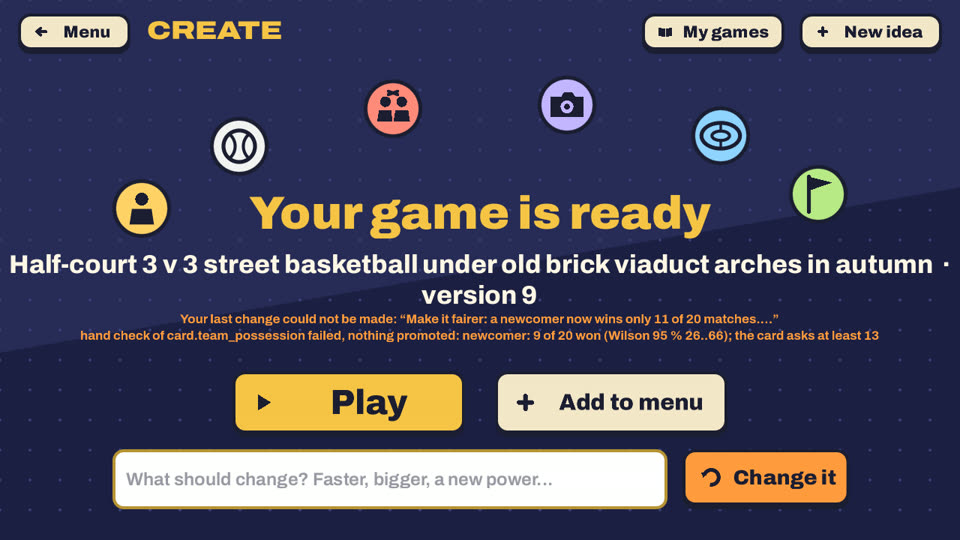 Menu
CREATE
My games
New idea
Your game is ready
Half-court 3 v 3 street basketball under old brick viaduct arches in autumn ·
version 9
Your last change could not be made: “Make it fairer: a newcomer now wins only 11 of 20 matches....”
hand check of card.team_possession failed, nothing promoted: newcomer: 9 of 20 won (Wilson 95 % 26..66); the card asks at least 13
Play
Add to menu
What should change? Faster, bigger, a new power...
Change it